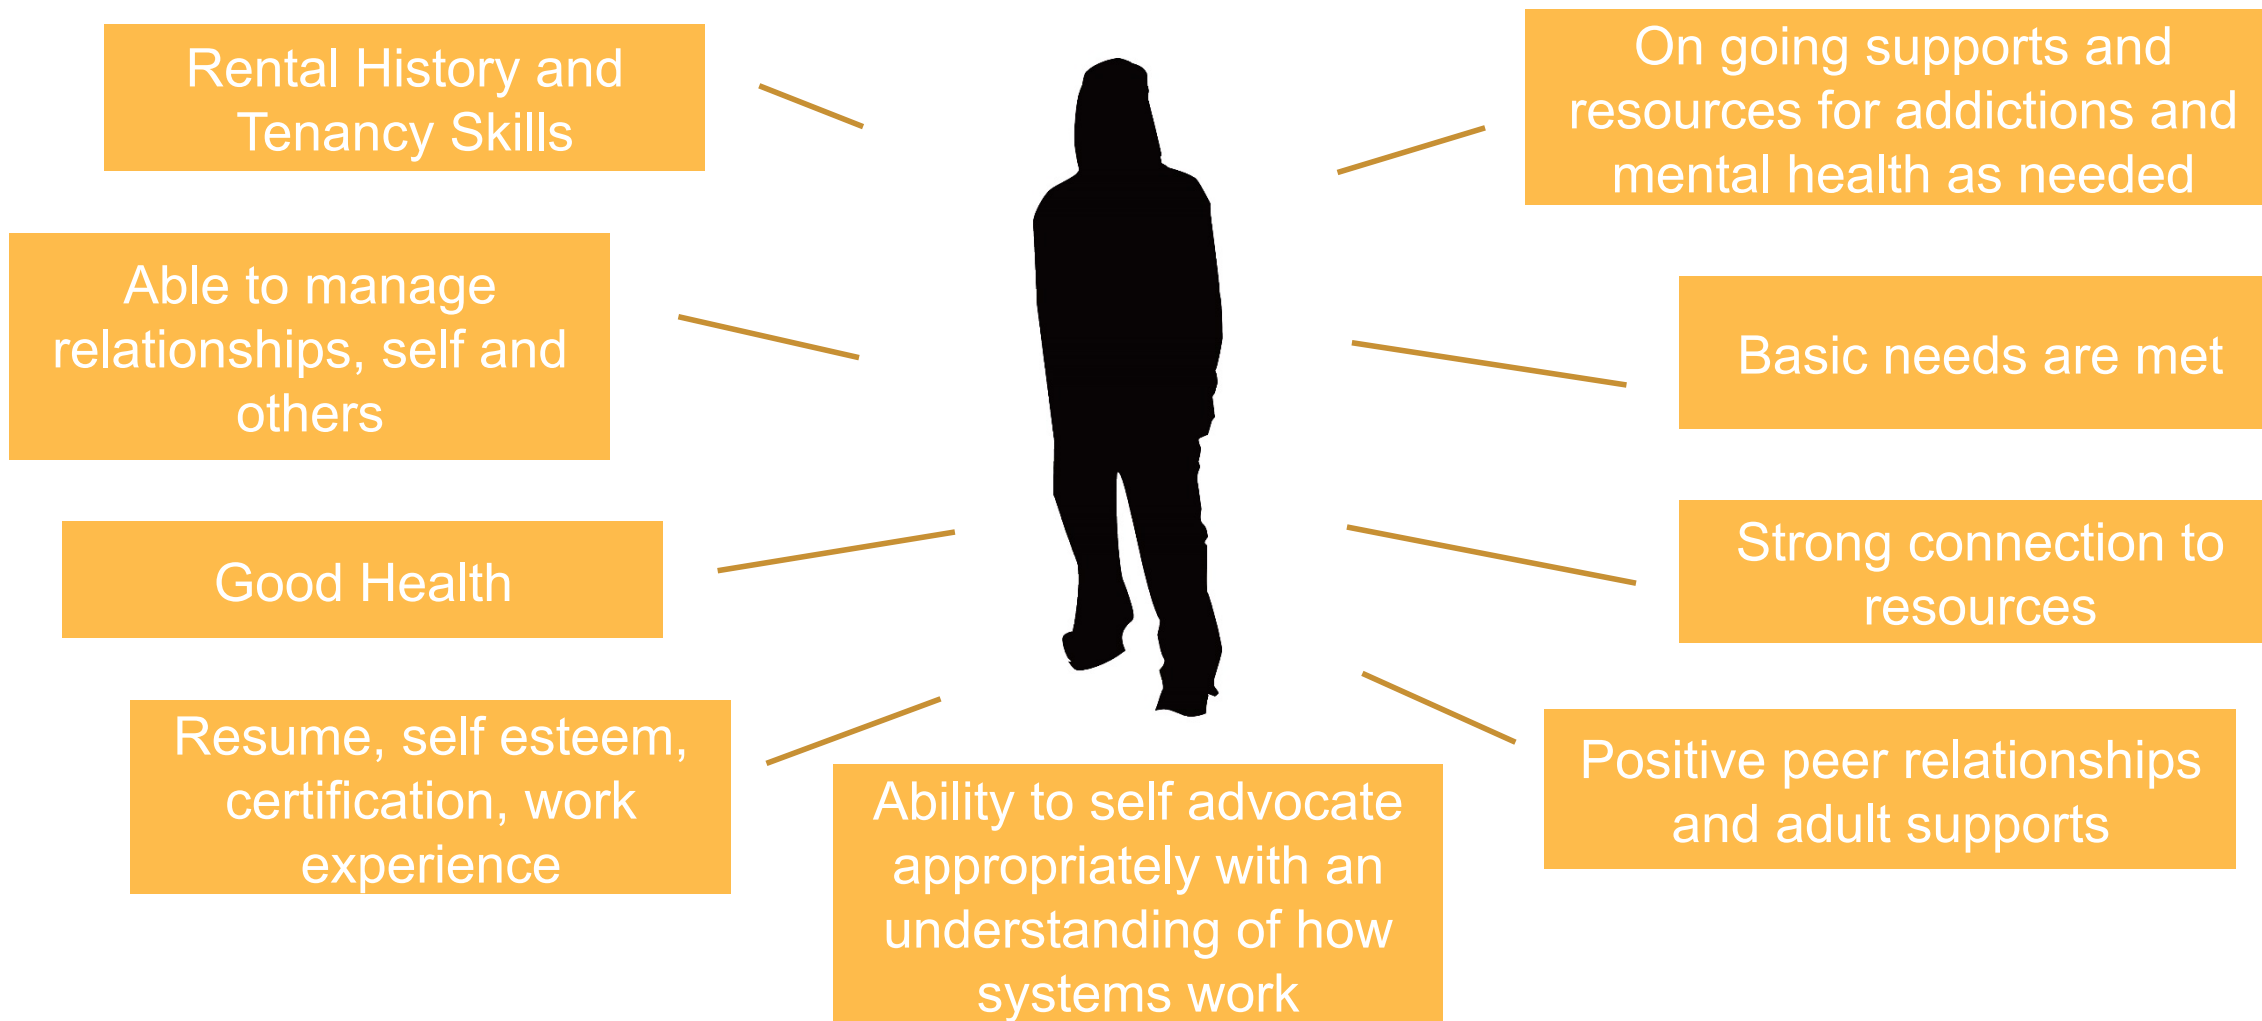 Rental History and
Tenancy Skills
On going supports and
resources for addictions and
mental health as needed
Able to manage
relationships, self and
others
Basic needs are met
Good Health
Strong connection to
resources
Resume, self esteem,
certification, work
experience
Ability to self advocate
appropriately with an
understanding of how
systems work
Positive peer relationships
and adult supports